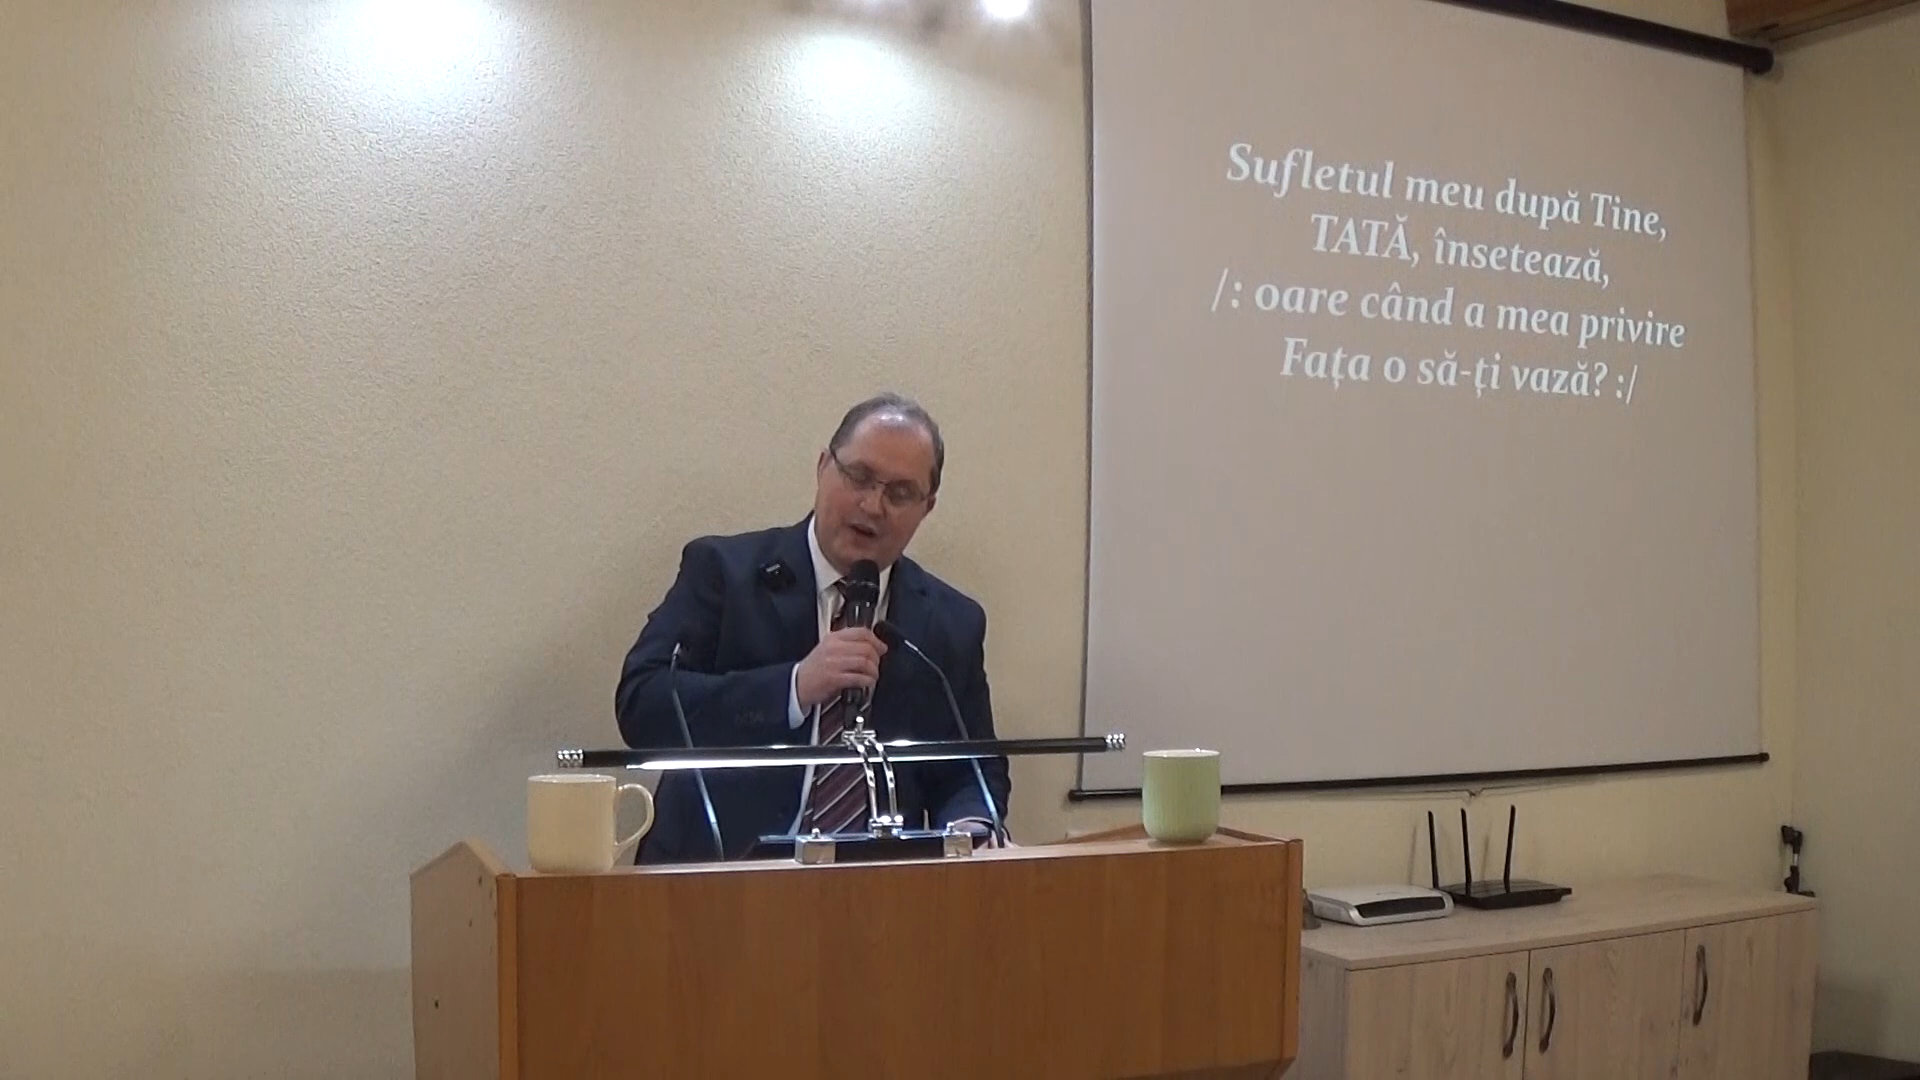 Sufletul meu după Tine,
TATĂ, însetează,
/: oare când a mea privire
Fața o să-ți vază? :/